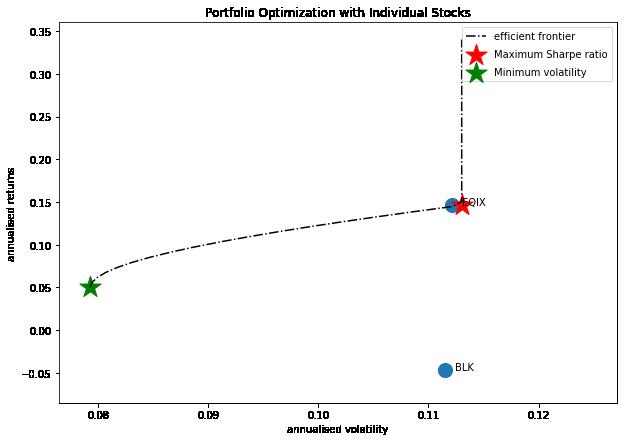 Portfolio Optimization with Individual Stocks
efficient frontier
Maximum Sharpe ratio
Minimum volatility
0.35
0.30
0.25
0.20
0.15
0.10
0.05
0.00
−0.05
annualised returns
EQIX
BLK
0.08 0.09 0.10 0.11 0.12
annualised volatility